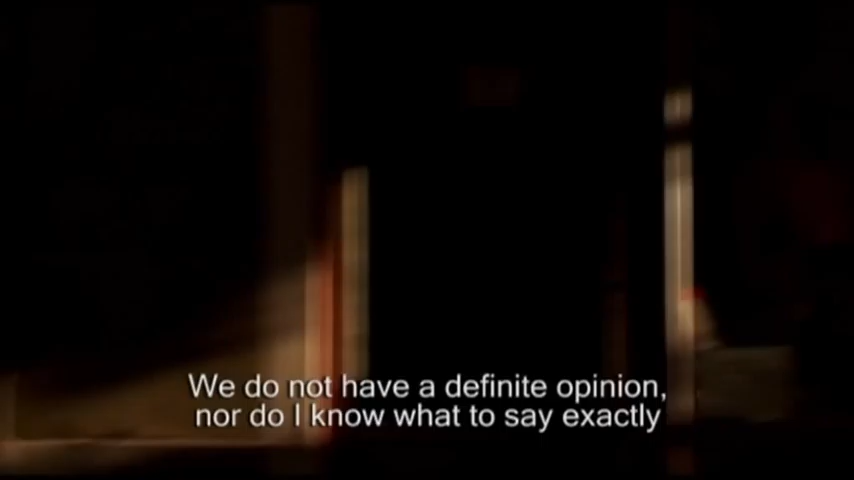 We do not have a definite opinion,
nor do I know what to say exactly